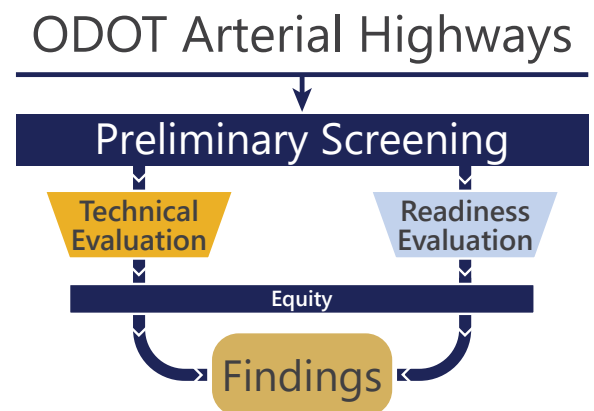 ODOT Arterial Highways
Preliminary Screening
Technical
Evaluation
Readiness
Evaluation
Equity
Findings